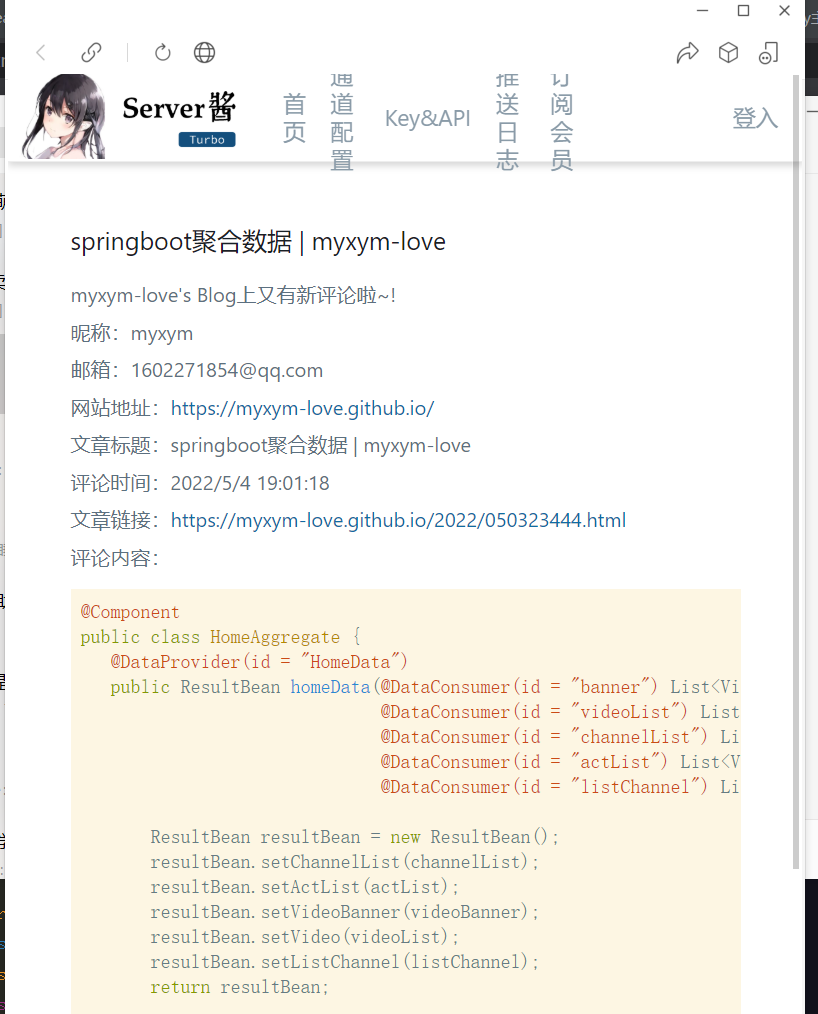 Server酱
Turbo
首页
通道配置
Key&API
推送日志
订阅会员
登入
springboot聚合数据 | myxym-love
myxym-love's Blog上又有新评论啦~!
昵称：myxym
邮箱：1602271854@qq.com
网站地址：https://myxym-love.github.io/
文章标题：springboot聚合数据 | myxym-love
评论时间：2022/5/4 19:01:18
文章链接：https://myxym-love.github.io/2022/050323444.html
评论内容：
@Component
public class HomeAggregate {
   @DataProvider(id = "HomeData")
   public ResultBean homeData(@DataConsumer(id = "banner") List<Vi
                              @DataConsumer(id = "videoList") List
                              @DataConsumer(id = "channelList") Li
                              @DataConsumer(id = "actList") List<V
                              @DataConsumer(id = "listChannel") Li
       ResultBean resultBean = new ResultBean();
       resultBean.setChannelList(channelList);
       resultBean.setActList(actList);
       resultBean.setVideoBanner(videoBanner);
       resultBean.setVideo(videoList);
       resultBean.setListChannel(listChannel);
       return resultBean;